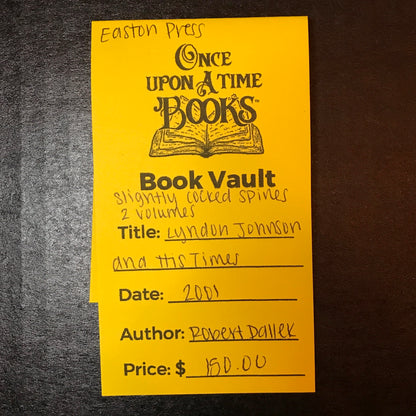 Easton Press
ONCE
UPON A TIME
BOOKS™
Book Vault
slightly cocked spines
2 volumes
Title: Lyndon Johnson
and His Times
Date: 2001
Author: Robert Dallek
Price: $ 150.00